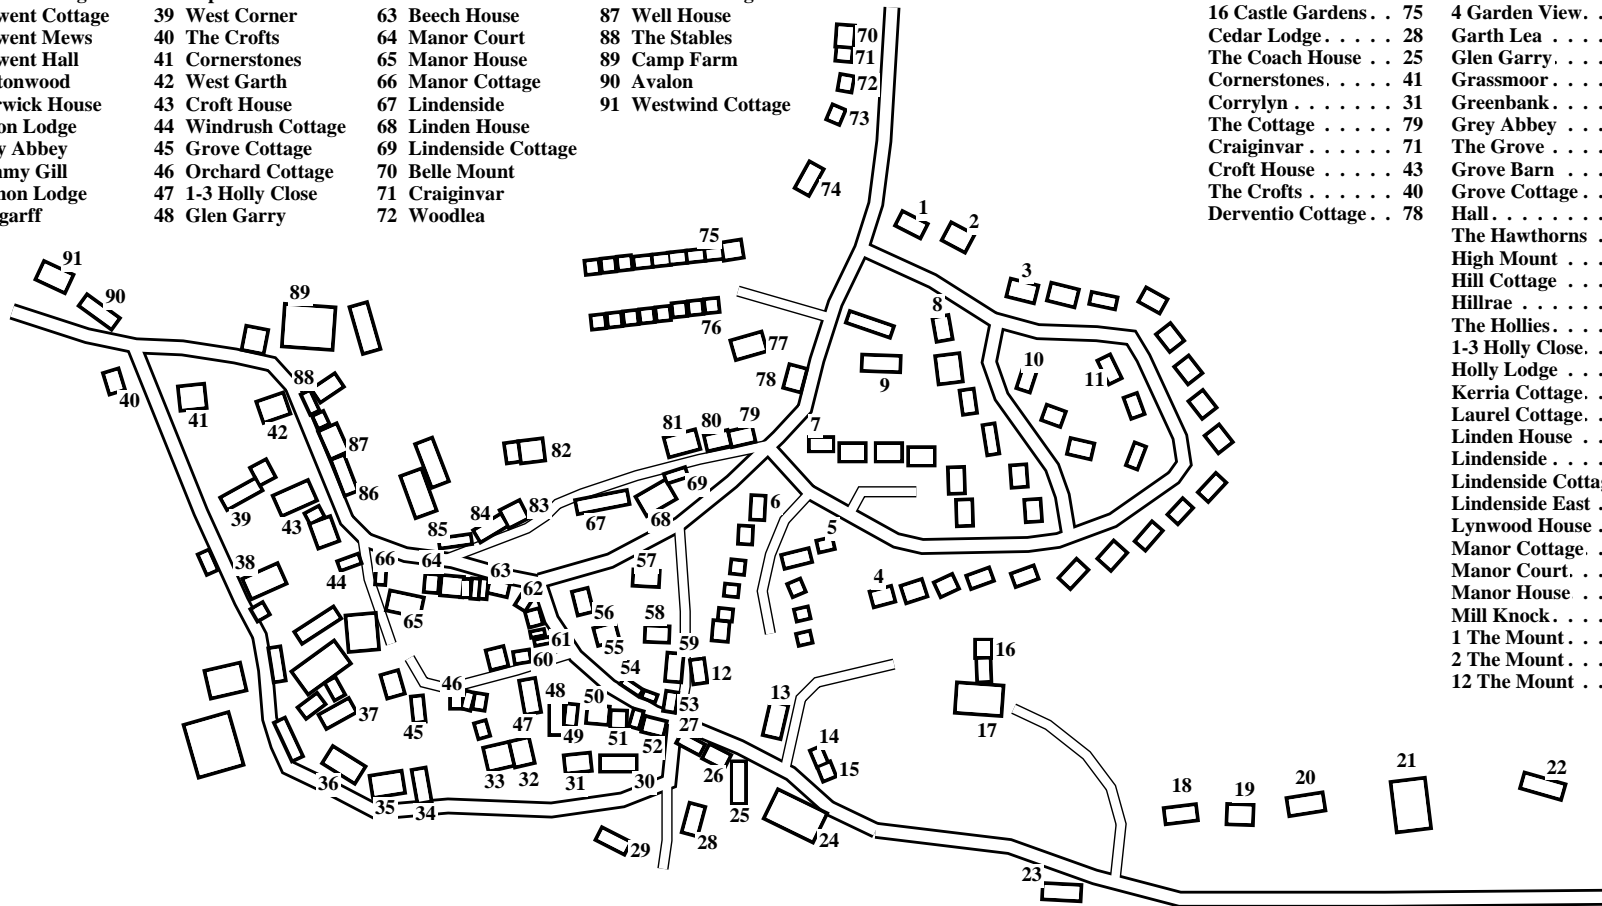 went Cottage
went Mews
went Hall
tonwood
rwick House
on Lodge
y Abbey
mmy Gill
non Lodge
garff
39 West Corner
40 The Crofts
41 Cornerstones
42 West Garth
43 Croft House
44 Windrush Cottage
45 Grove Cottage
46 Orchard Cottage
47 1-3 Holly Close
48 Glen Garry
63 Beech House
64 Manor Court
65 Manor House
66 Manor Cottage
67 Lindenside
68 Linden House
69 Lindenside Cottage
70 Belle Mount
71 Craiginvar
72 Woodlea
87 Well House
88 The Stables
89 Camp Farm
90 Avalon
91 Westwind Cottage
16 Castle Gardens . . 75
Cedar Lodge . . . . . 28
The Coach House . . 25
Cornerstones . . . . . 41
Corrylyn . . . . . . . 31
The Cottage . . . . . 79
Craiginvar . . . . . . 71
Croft House . . . . . 43
The Crofts . . . . . . 40
Derventio Cottage . . 78
4 Garden View . .
Garth Lea . . . .
Glen Garry . . . .
Grassmoor . . . .
Greenbank . . . .
Grey Abbey . . .
The Grove . . . .
Grove Barn . . .
Grove Cottage . .
Hall . . . . . . . .
The Hawthorns .
High Mount . . .
Hill Cottage . . .
Hillrae . . . . . .
The Hollies . . . .
1-3 Holly Close . .
Holly Lodge . . .
Kerria Cottage . .
Laurel Cottage . .
Linden House . .
Lindenside . . . .
Lindenside Cotta
Lindenside East .
Lynwood House .
Manor Cottage . .
Manor Court . . .
Manor House . . .
Mill Knock . . . .
1 The Mount . . .
2 The Mount . . .
12 The Mount . .
70
71
72
73
74
1
2
75
91
3
90
89
8
76
77
10
78
9
11
88
40
41
42
7
79
80
81
87
82
86
69
39
6
83
43
84
67
68
85
5
66
64
57
38
44
63
4
62
56
58
65
61
55
59
16
60
54
12
46
48
50
13
53
37
47
49
27
17
45
51
52
14
33
32
31
30
26
15
21
22
36
18
19
20
35
34
25
28
24
29
23